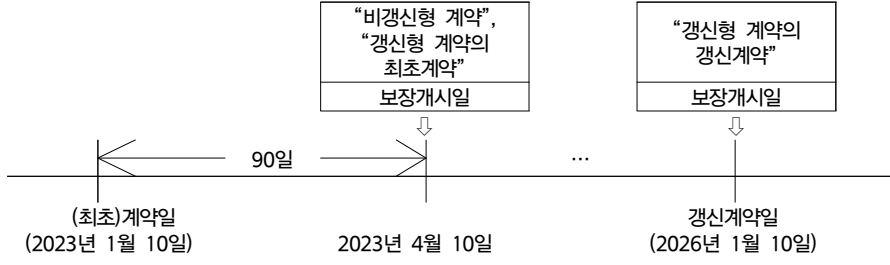 “비갱신형 계약”,
“갱신형 계약의
최초계약”
보장개시일
“갱신형 계약의
갱신계약”
보장개시일
90일
…
(최초)계약일
(2023년 1월 10일)
2023년 4월 10일
갱신계약일
(2026년 1월 10일)